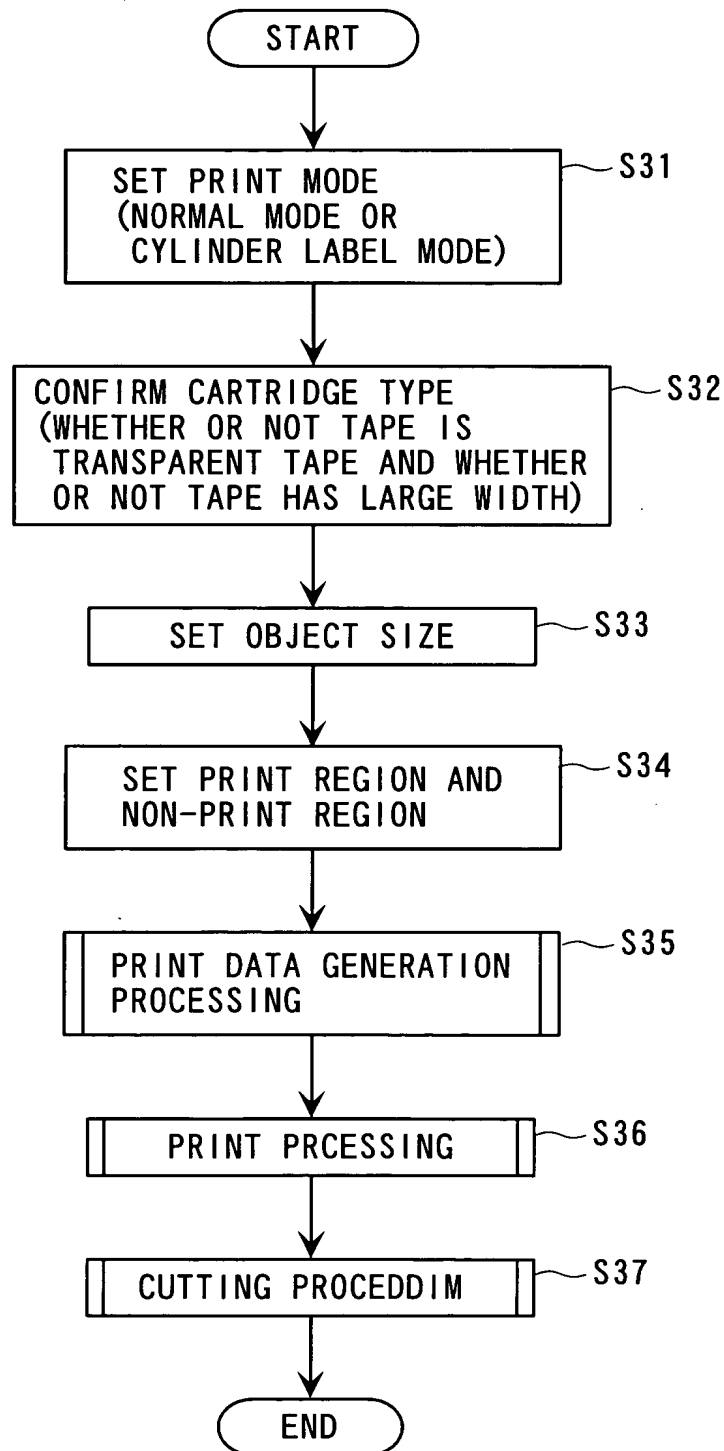 START
SET PRINT MODE
(NORMAL MODE OR
CYLINDER LABEL MODE)
S31
CONFIRM CARTRIDGE TYPE
(WHETHER OR NOT TAPE IS
TRANSPARENT TAPE AND WHETHER
OR NOT TAPE HAS LARGE WIDTH)
S32
SET OBJECT SIZE
S33
SET PRINT REGION AND
NON-PRINT REGION
S34
PRINT DATA GENERATION
PROCESSING
S35
PRINT PRCESSING
S36
CUTTING PROCEDDIM
S37
END